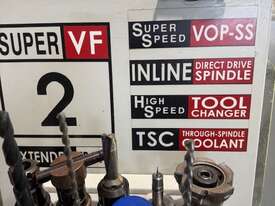 SUPER VF
2
EXTENDED
SUPER SPEED VOP-SS
INLINE DIRECT DRIVE SPINDLE
HIGH SPEED TOOL CHANGER
TSC THROUGH-SPINDLE COOLANT